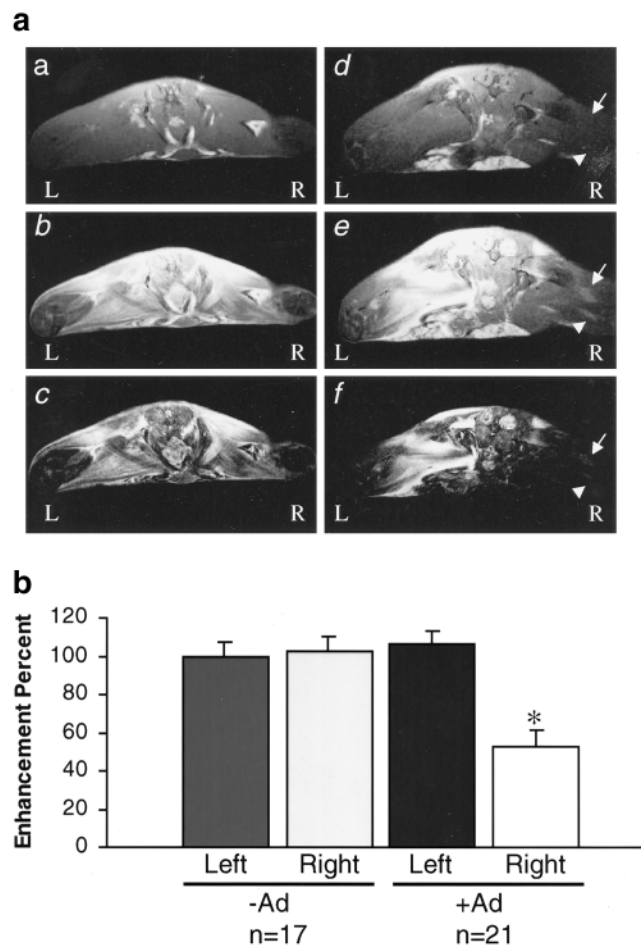 a
a
d
L R
L R
b
e
L R
L R
c
f
L R
L R
b
Enhancement Percent
120
100
80
60
40
20
0
*
Left Right Left Right
-Ad +Ad
n=17 n=21